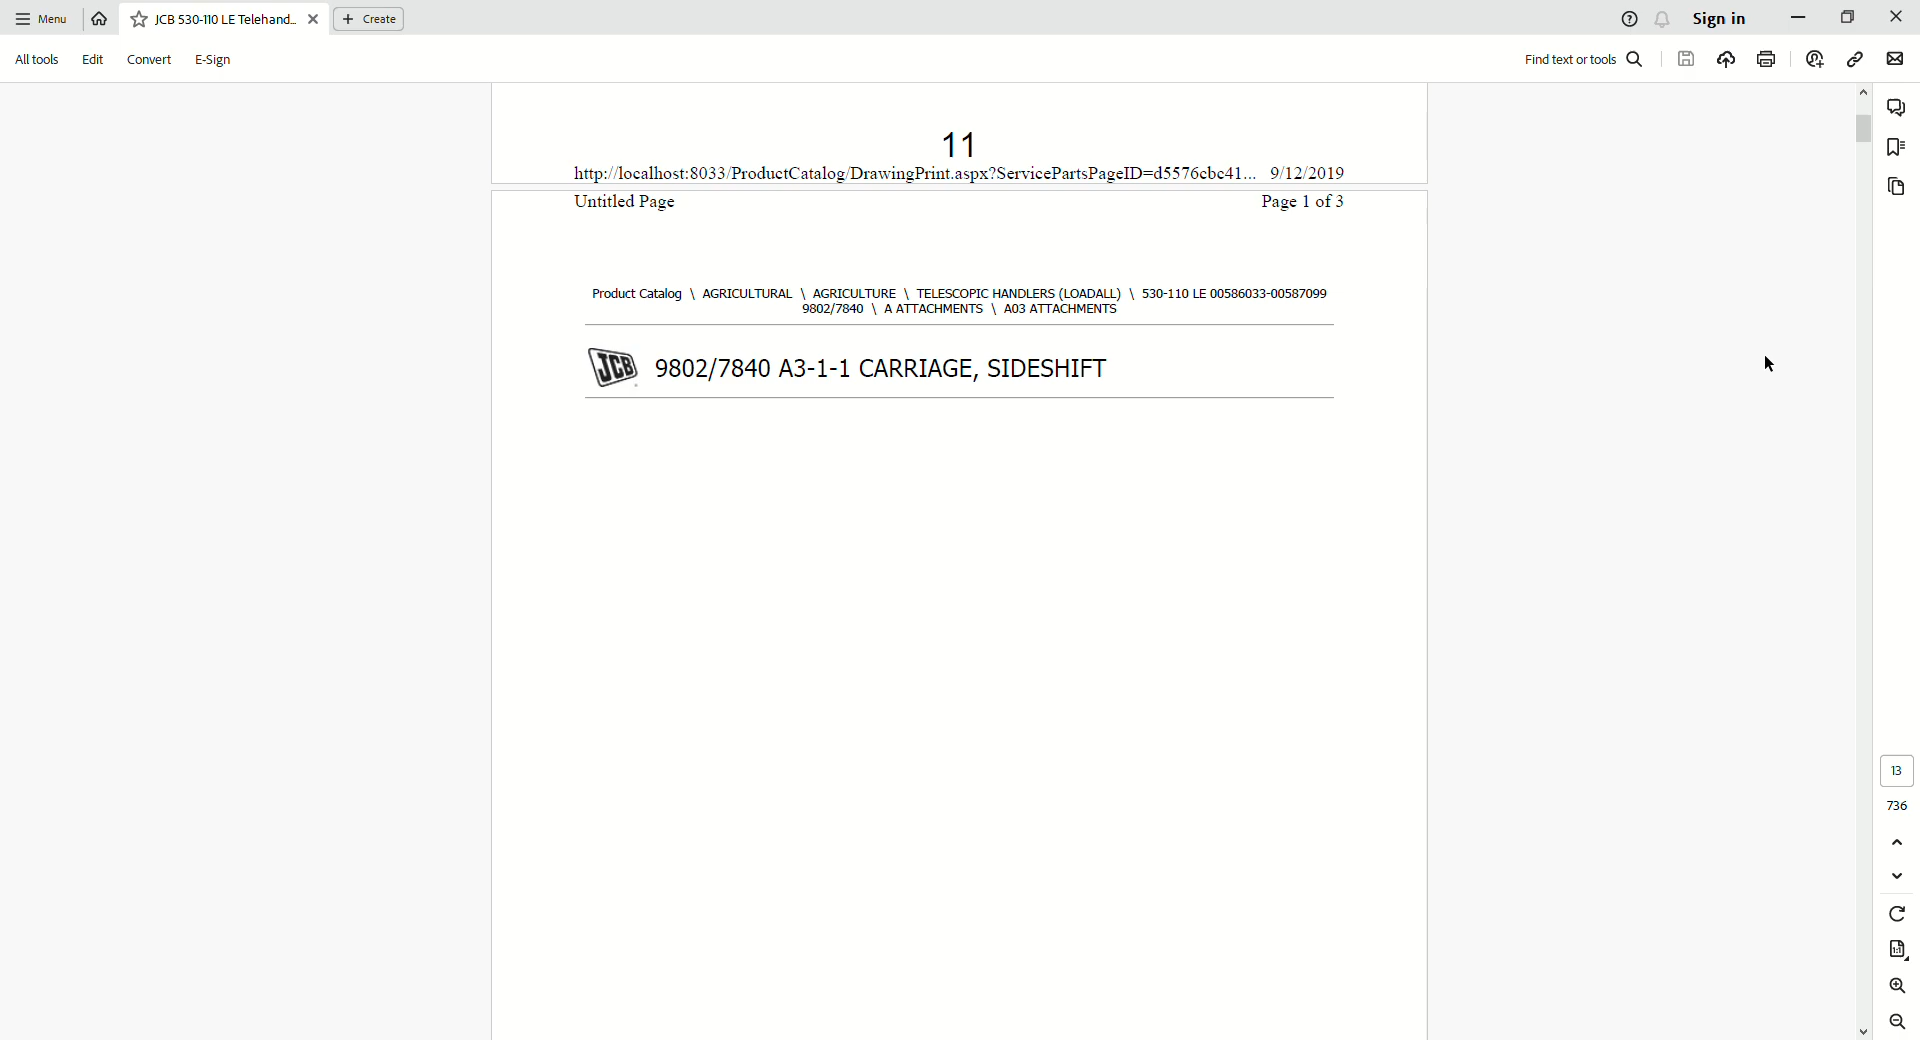 Menu
JCB 530-110 LE Telehand...
Create
Sign in
All tools
Edit
Convert
E-Sign
Find text or tools
11
http://localhost:8033/ProductCatalog/DrawingPrint.aspx?ServicePartsPageID=d5576cbc41... 9/12/2019
Untitled Page
Page 1 of 3
Product Catalog \ AGRICULTURAL \ AGRICULTURE \ TELESCOPIC HANDLERS (LOADALL) \ 530-110 LE 00586033-00587099
9802/7840 \ A ATTACHMENTS \ A03 ATTACHMENTS
JCB
9802/7840 A3-1-1 CARRIAGE, SIDESHIFT
13
736